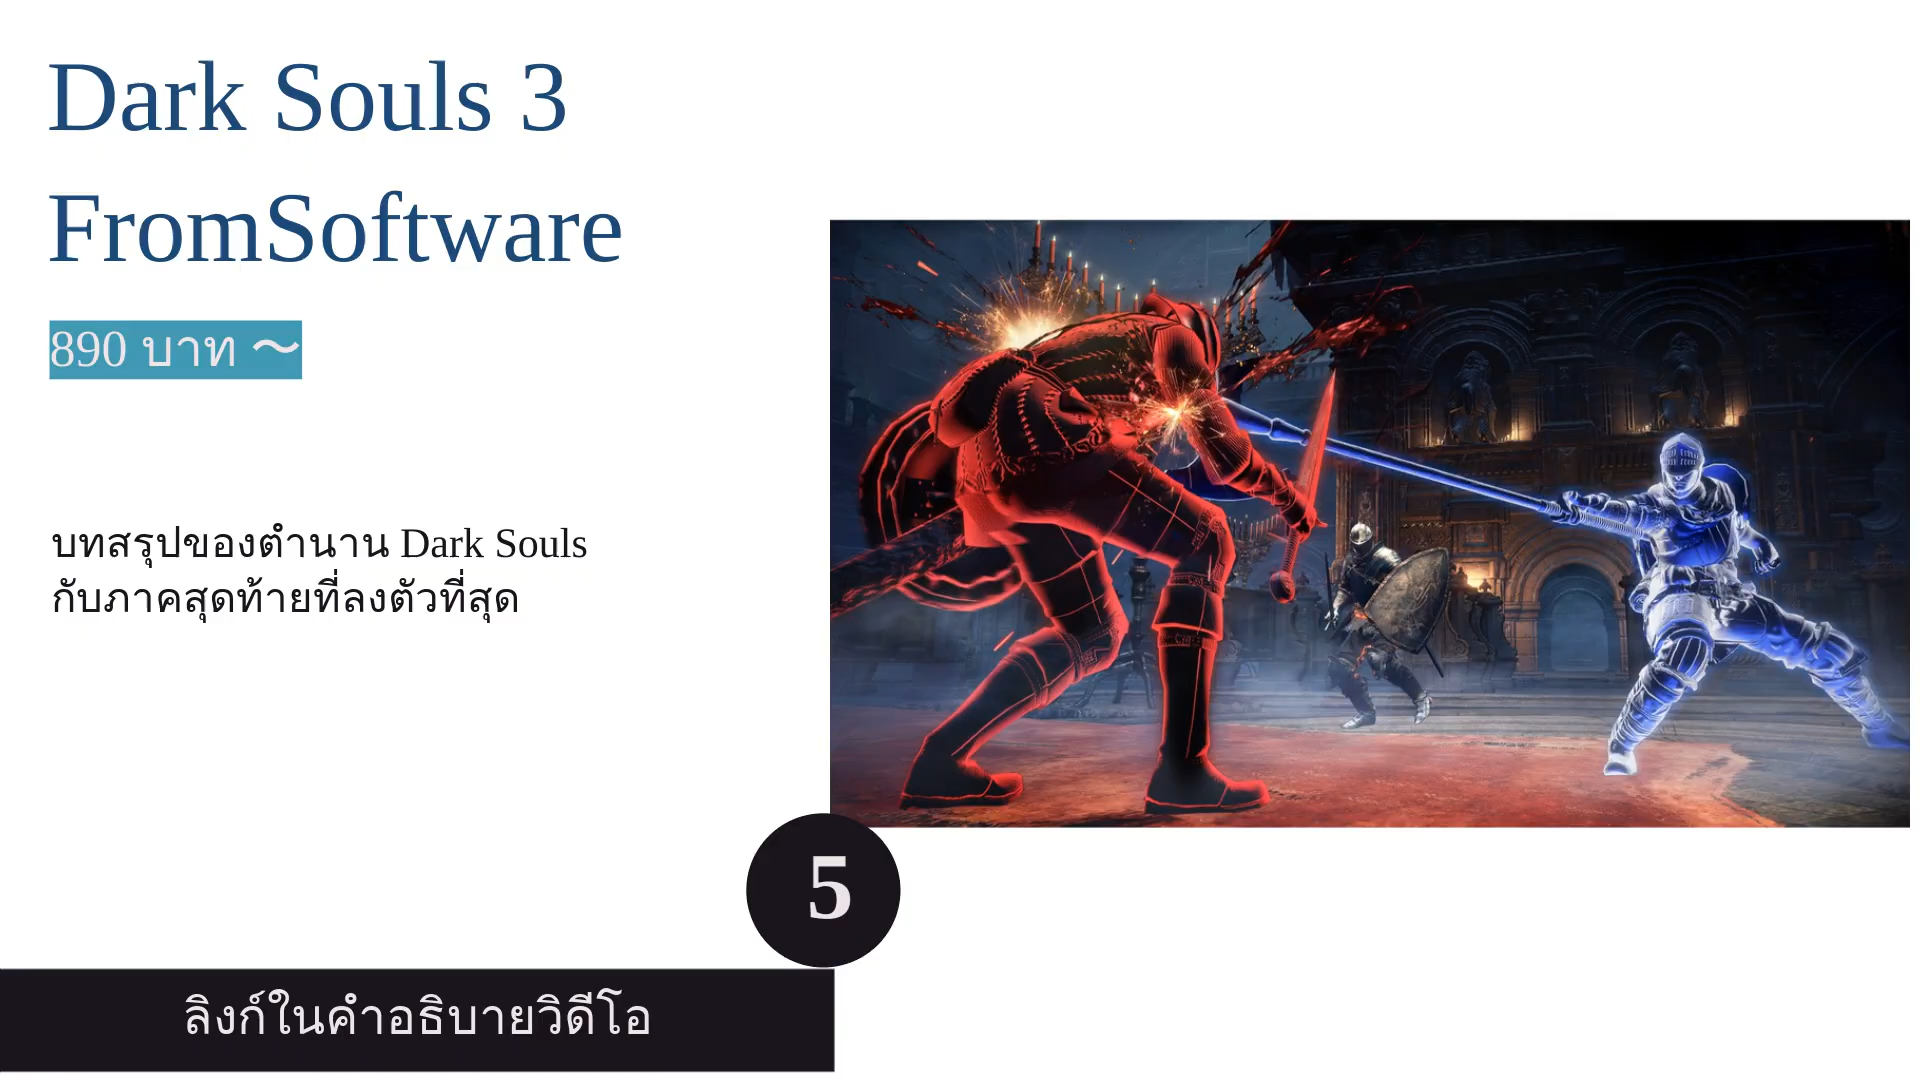 Dark Souls 3
FromSoftware
890 บาท 〜
บทสรุปของตำนาน Dark Souls
กับภาคสุดท้ายที่ลงตัวที่สุด
5
ลิงก์ในคำอธิบายวิดีโอ